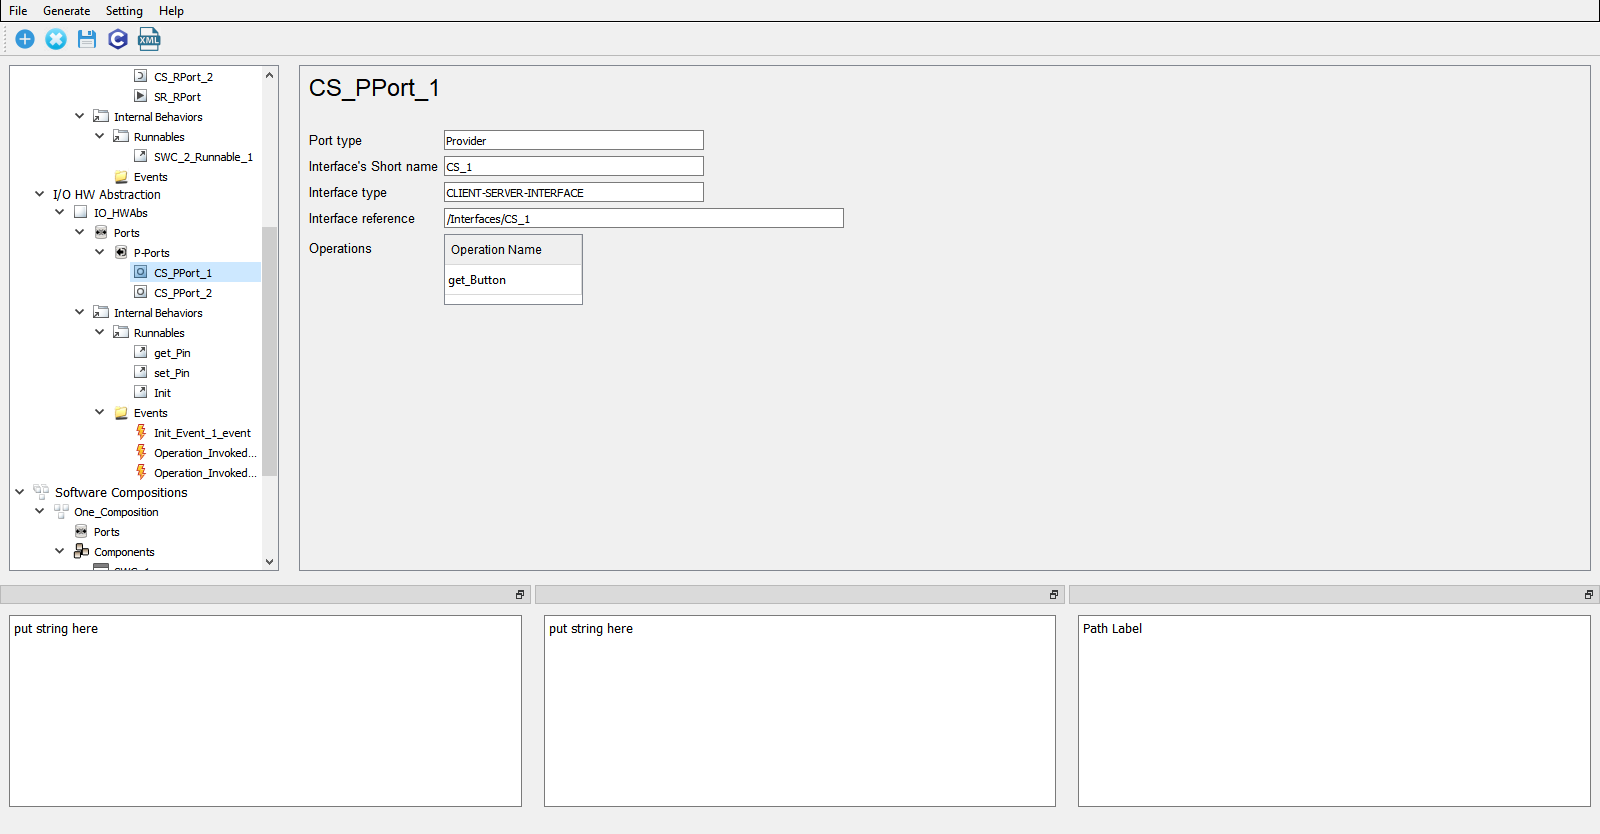 File Generate Setting Help
XML
CS_RPort_2
SR_RPort
Internal Behaviors
Runnables
SWC_2_Runnable_1
Events
I/O HW Abstraction
IO_HWAbs
Ports
P-Ports
CS_PPort_1
CS_PPort_2
Internal Behaviors
Runnables
get_Pin
set_Pin
Init
Events
Init_Event_1_event
Operation_Invoked...
Operation_Invoked...
Software Compositions
One_Composition
Ports
Components
CS_PPort_1
Port type Provider
Interface's Short name CS_1
Interface type CLIENT-SERVER-INTERFACE
Interface reference /Interfaces/CS_1
Operations Operation Name
get_Button
put string here
put string here
Path Label